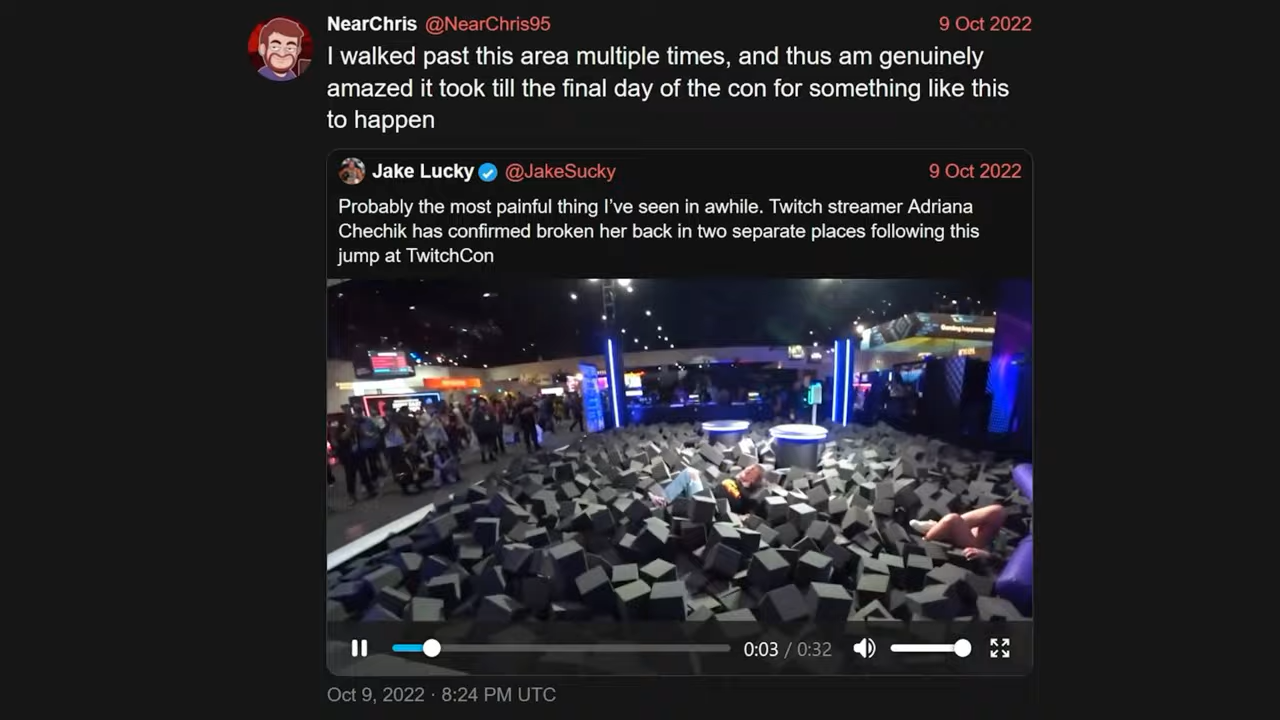 NearChris @NearChris95 9 Oct 2022
I walked past this area multiple times, and thus am genuinely
amazed it took till the final day of the con for something like this
to happen
Jake Lucky @JakeSucky 9 Oct 2022
Probably the most painful thing I've seen in awhile. Twitch streamer Adriana
Chechik has confirmed broken her back in two separate places following this
jump at TwitchCon
0:03 / 0:32
Oct 9, 2022 · 8:24 PM UTC